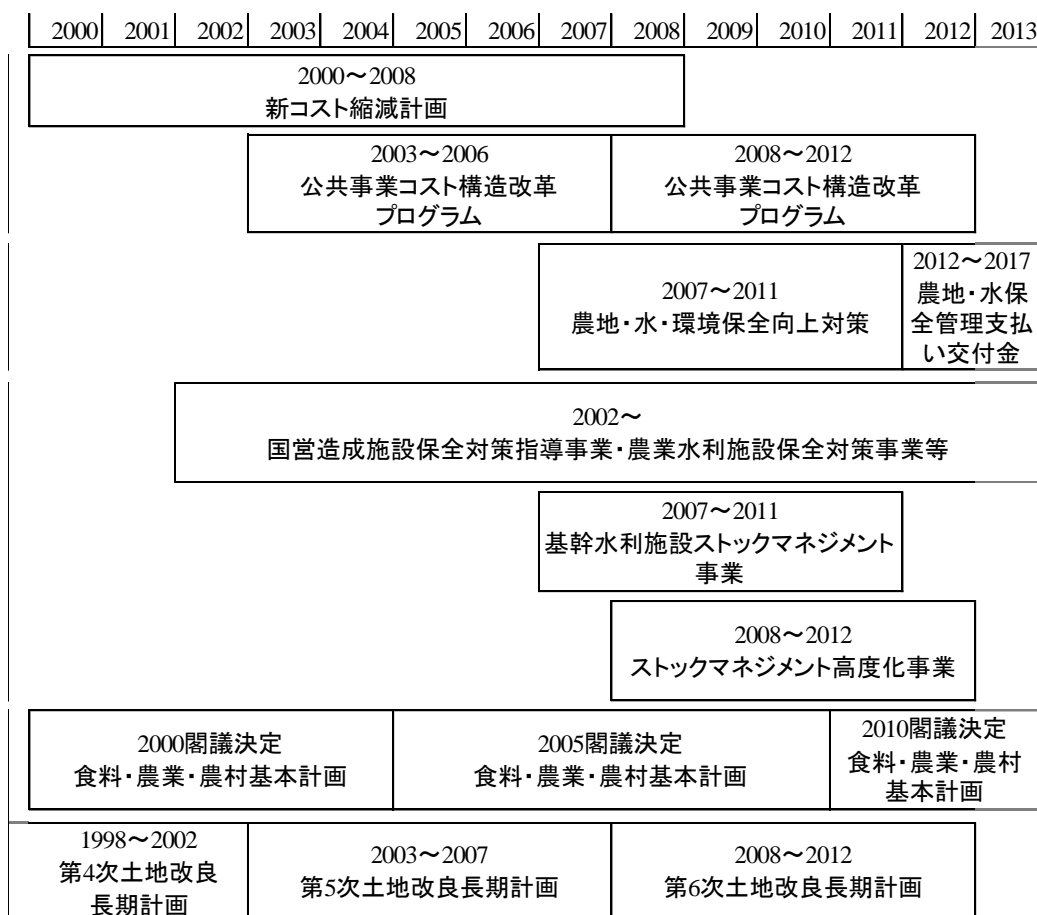 2000 2001 2002 2003 2004 2005 2006 2007 2008 2009 2010 2011 2012 2013
2000～2008
新コスト縮減計画
2003～2006
公共事業コスト構造改革
プログラム
2008～2012
公共事業コスト構造改革
プログラム
2007～2011
農地・水・環境保全向上対策
2012～2017
農地・水保
全管理支払
い交付金
2002～
国営造成施設保全対策指導事業・農業水利施設保全対策事業等
2007～2011
基幹水利施設ストックマネジメント
事業
2008～2012
ストックマネジメント高度化事業
2000閣議決定
食料・農業・農村基本計画
2005閣議決定
食料・農業・農村基本計画
2010閣議決定
食料・農業・農村
基本計画
1998～2002
第4次土地改良
長期計画
2003～2007
第5次土地改良長期計画
2008～2012
第6次土地改良長期計画